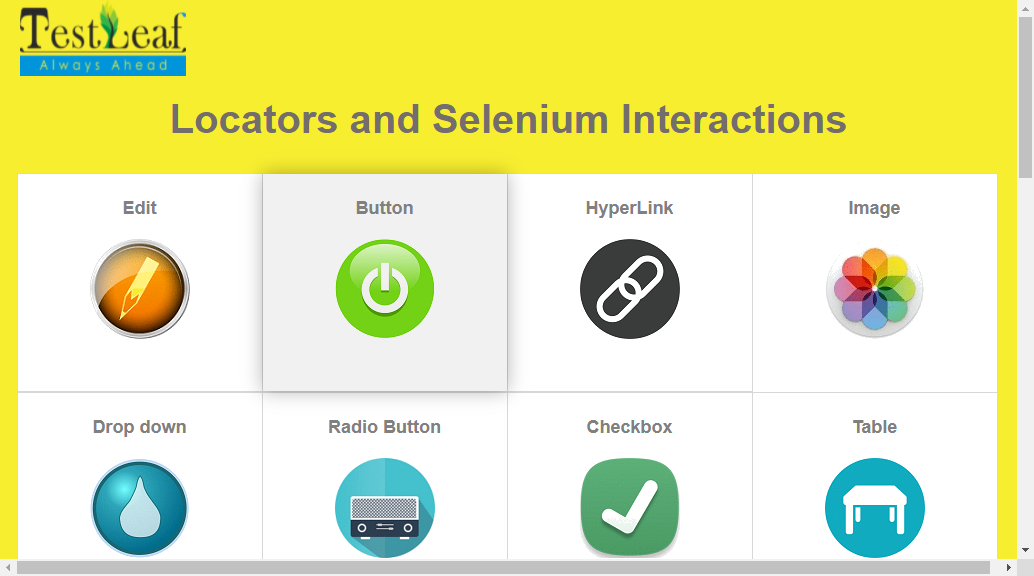 TestLeaf
Always Ahead
Locators and Selenium Interactions
Edit
Button
HyperLink
Image
Drop down
Radio Button
Checkbox
Table